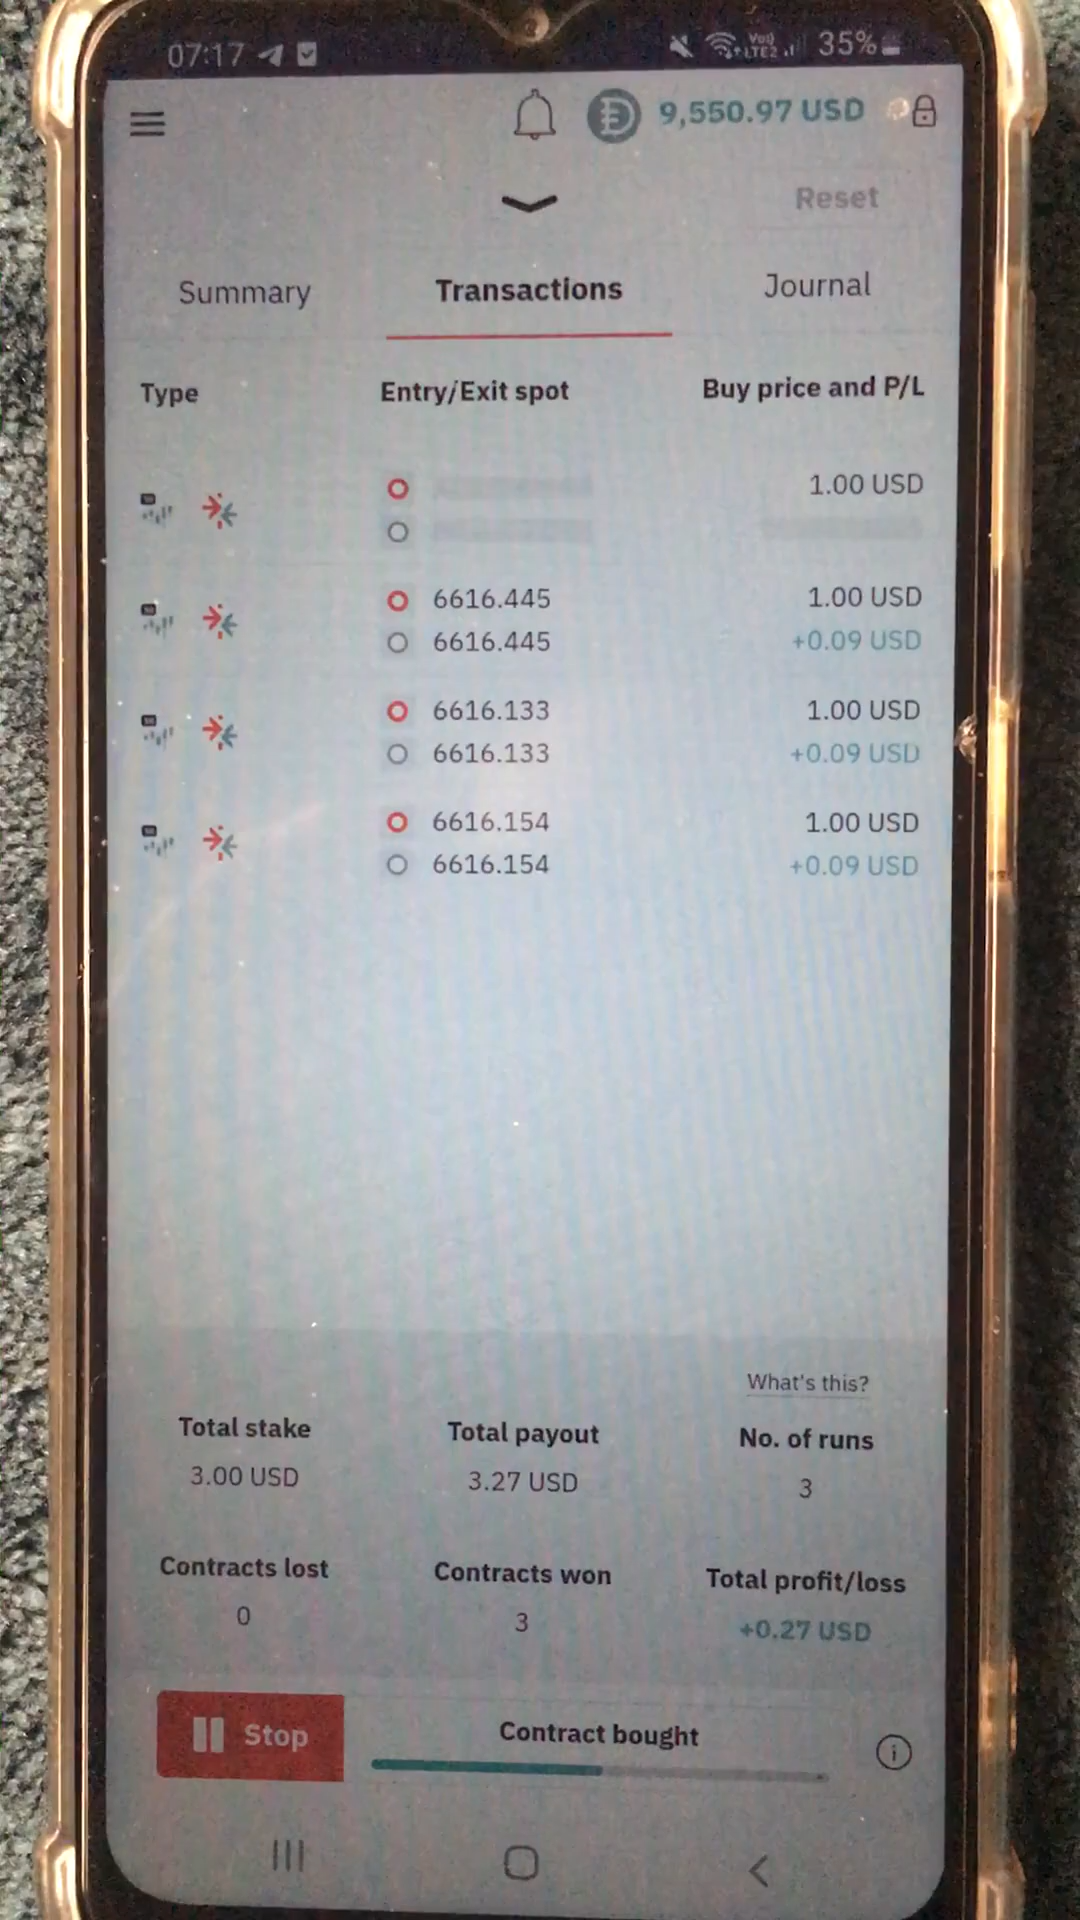 07:17 Vo)) LTE2 35%
9,550.97 USD
Reset
Summary Transactions Journal
Type Entry/Exit spot Buy price and P/L
1.00 USD
6616.445 1.00 USD
6616.445 +0.09 USD
6616.133 1.00 USD
6616.133 +0.09 USD
6616.154 1.00 USD
6616.154 +0.09 USD
What's this?
Total stake Total payout No. of runs
3.00 USD 3.27 USD 3
Contracts lost Contracts won Total profit/loss
0 3 +0.27 USD
Stop Contract bought